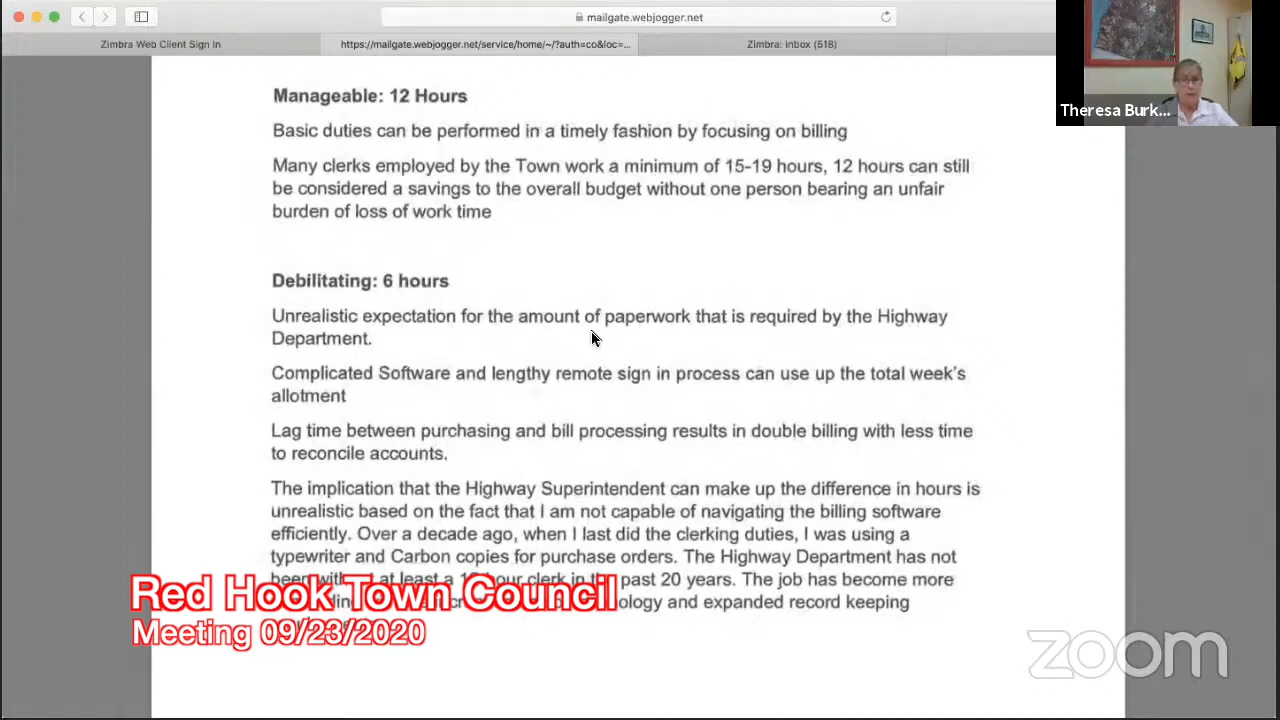 mailgate.webjogger.net
Zimbra Web Client Sign In
https://mailgate.webjogger.net/service/home/~/?auth=co&loc=...
Zimbra: Inbox (518)
Theresa Burk...
Manageable: 12 Hours
Basic duties can be performed in a timely fashion by focusing on billing
Many clerks employed by the Town work a minimum of 15-19 hours, 12 hours can still
be considered a savings to the overall budget without one person bearing an unfair
burden of loss of work time
Debilitating: 6 hours
Unrealistic expectation for the amount of paperwork that is required by the Highway
Department.
Complicated Software and lengthy remote sign in process can use up the total week's
allotment
Lag time between purchasing and bill processing results in double billing with less time
to reconcile accounts.
The implication that the Highway Superintendent can make up the difference in hours is
unrealistic based on the fact that I am not capable of navigating the billing software
efficiently. Over a decade ago, when I last did the clerking duties, I was using a
typewriter and Carbon copies for purchase orders. The Highway Department has not
at least a hour clerk in the past 20 years. The job has become more
and expanded record keeping
Red Hook Town Council
Meeting 09/23/2020
zoom